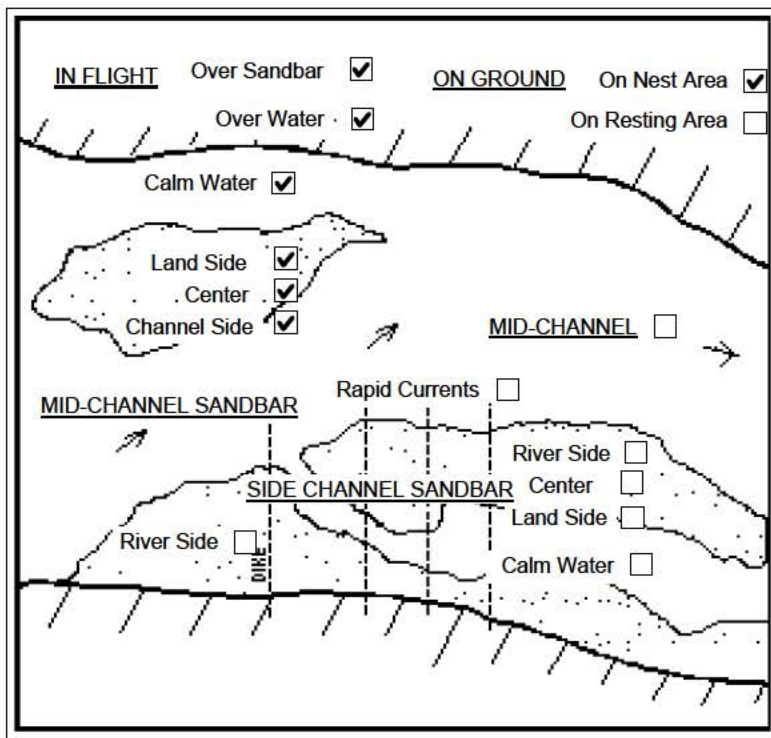 IN FLIGHT
Over Sandbar
ON GROUND
On Nest Area
Over Water
On Resting Area
Calm Water
Land Side
Center
Channel Side
MID-CHANNEL
Rapid Currents
MID-CHANNEL SANDBAR
River Side
SIDE CHANNEL SANDBAR
Center
Land Side
River Side
DIKE
Calm Water